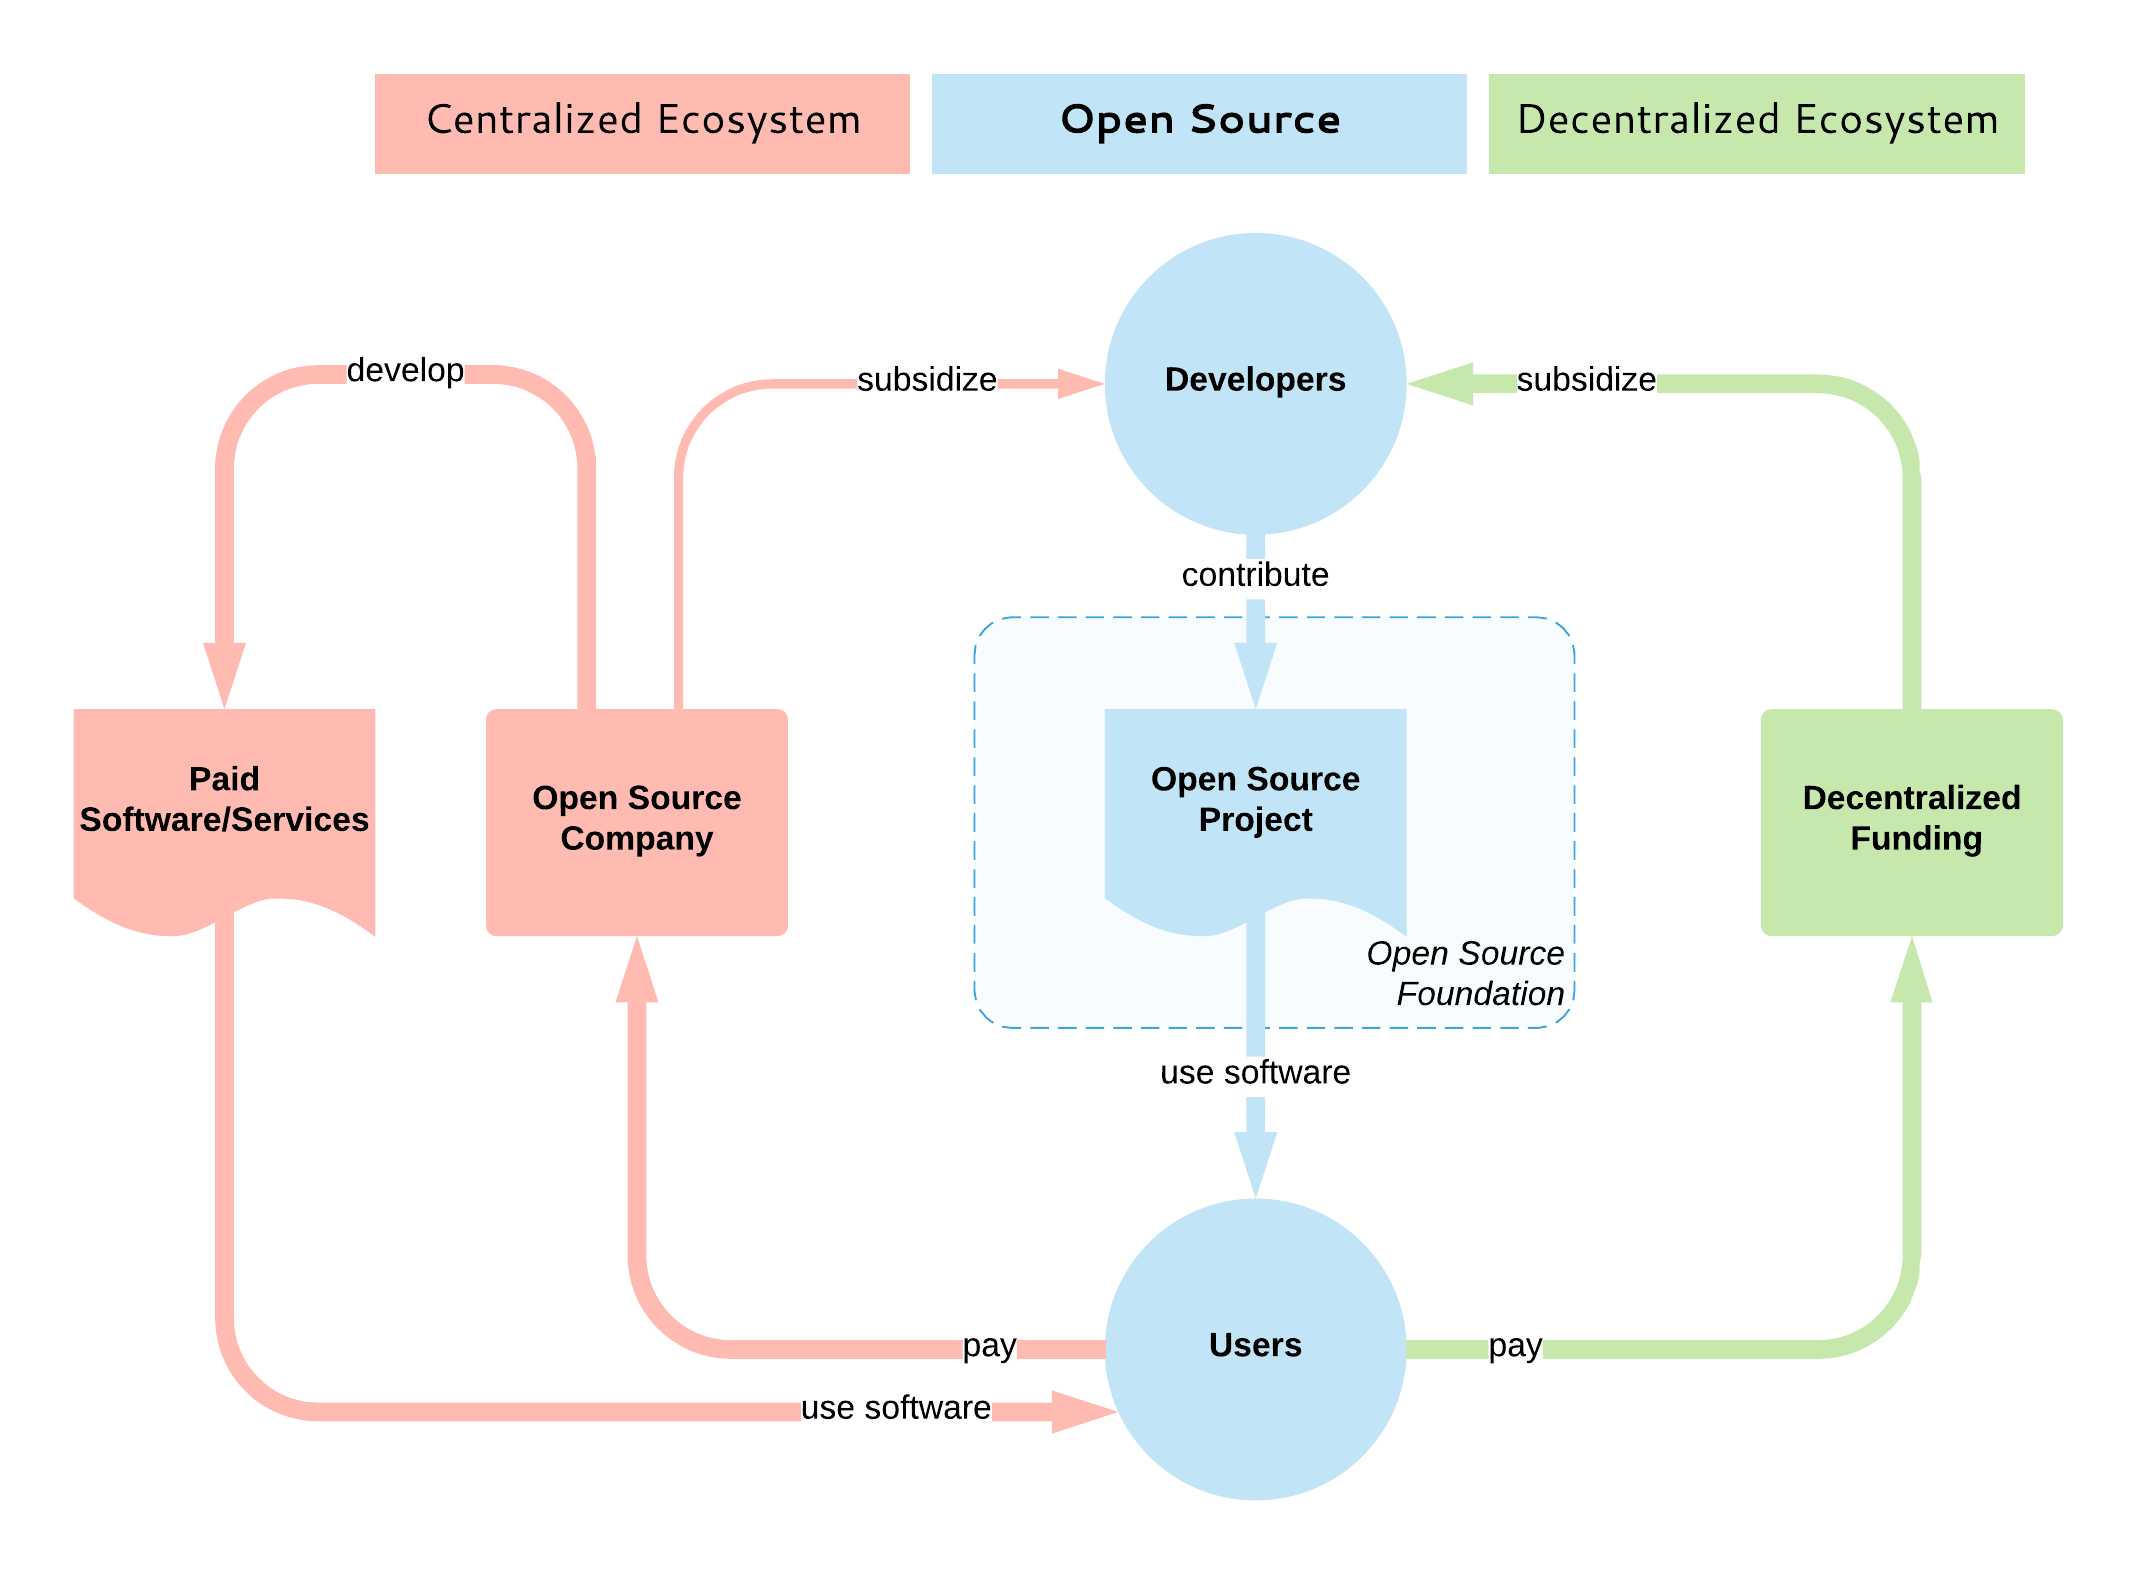 Centralized Ecosystem
Open Source
Decentralized Ecosystem
develop
subsidize
Developers
subsidize
contribute
Paid
Software/Services
Open Source
Company
Open Source
Project
Decentralized
Funding
Open Source
Foundation
use software
pay
Users
pay
use software